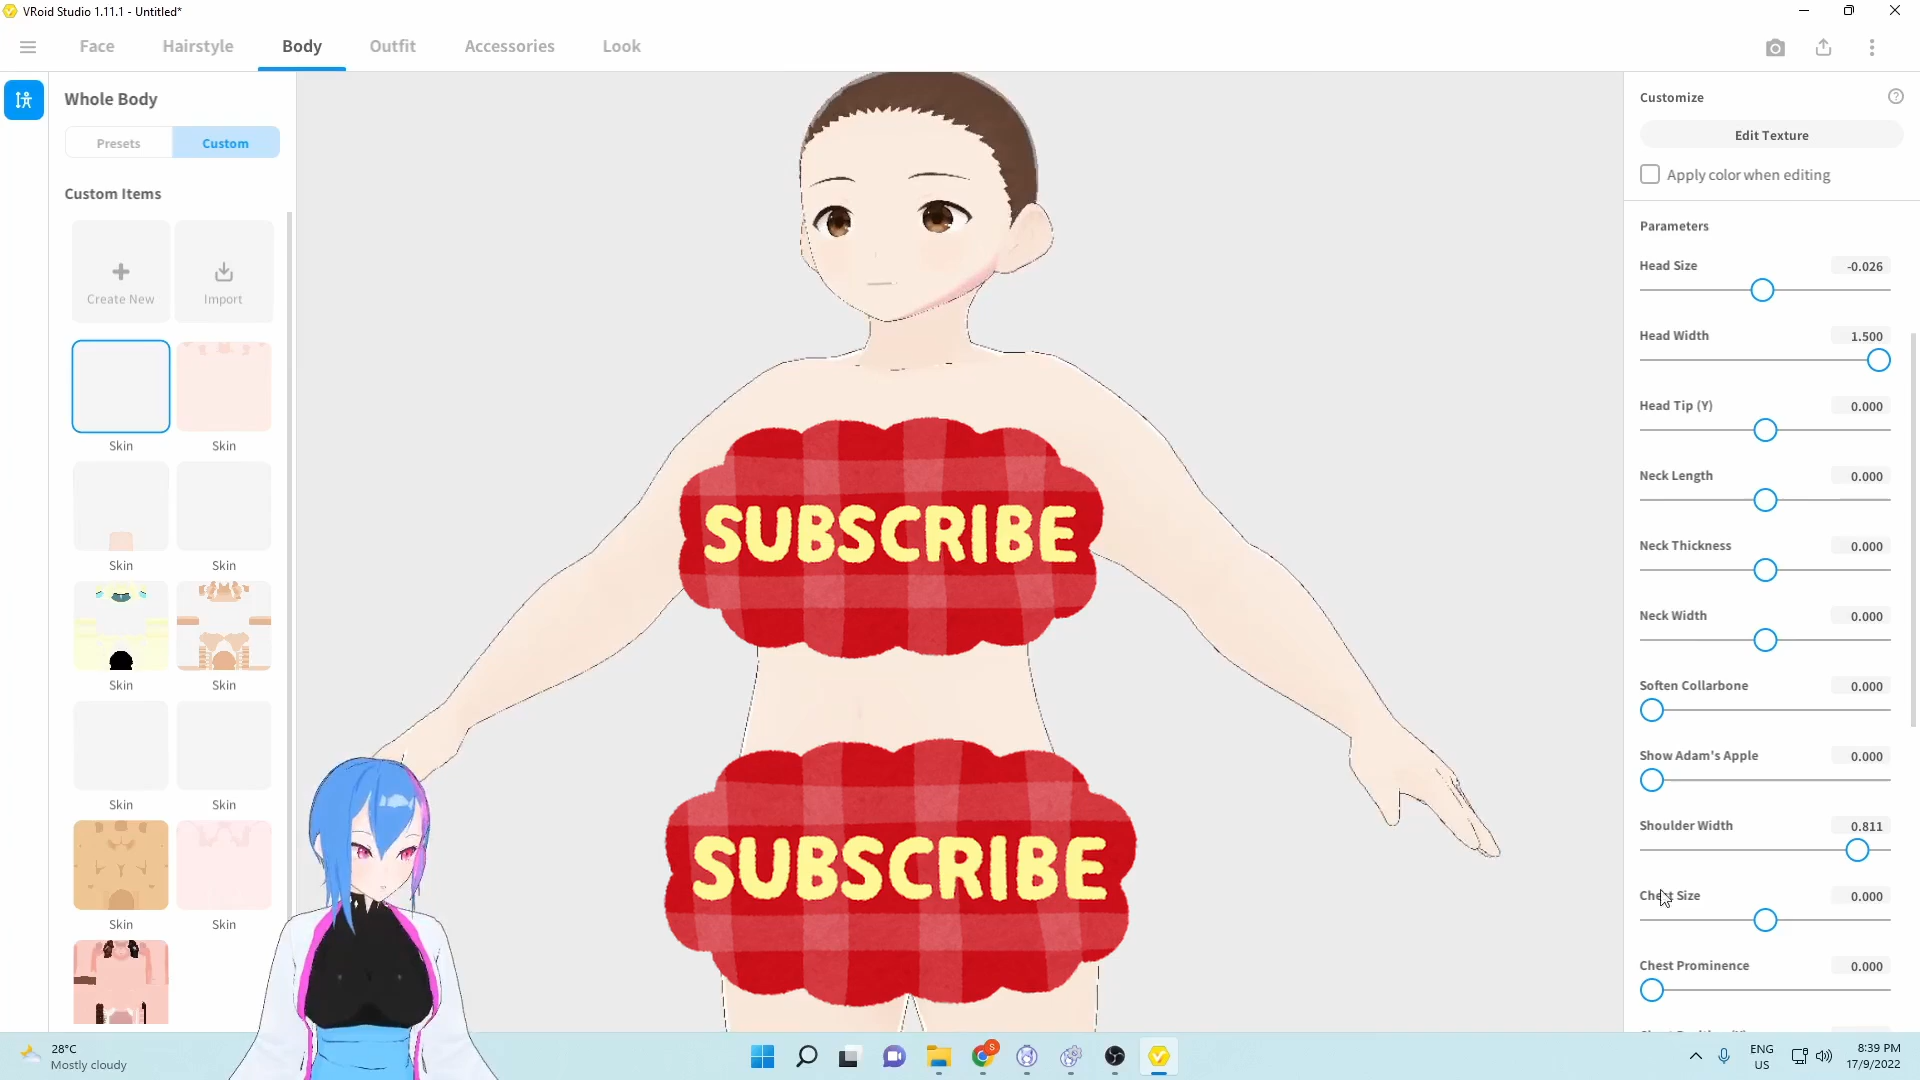 VRoid Studio 1.11.1 - Untitled*
Face
Hairstyle
Body
Outfit
Accessories
Look
Whole Body
Presets
Custom
Custom Items
Create New
Import
Skin
Skin
Skin
Skin
Skin
Skin
Skin
Skin
Skin
Skin
SUBSCRIBE
SUBSCRIBE
Customize
Edit Texture
Apply color when editing
Parameters
Head Size -0.026
Head Width 1.500
Head Tip (Y) 0.000
Neck Length 0.000
Neck Thickness 0.000
Neck Width 0.000
Soften Collarbone 0.000
Show Adam's Apple 0.000
Shoulder Width 0.811
Chest Size 0.000
Chest Prominence 0.000
28°C
Mostly cloudy
S
ENG
US
8:39 PM
17/9/2022